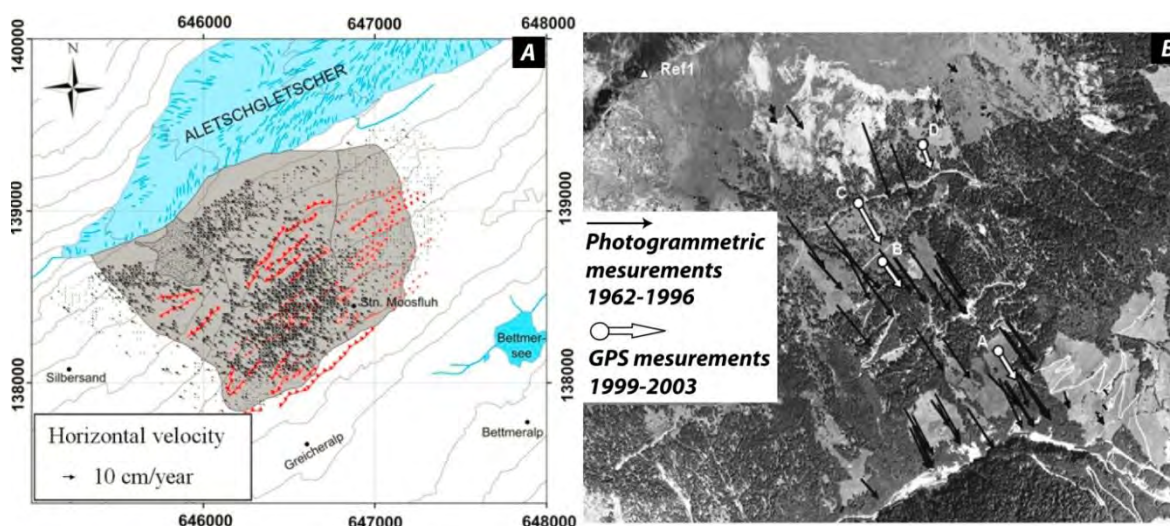 646000
647000
648000
140000
139000
138000
N
A
ALETSCHGLETSCHER
Stn. Moosfluh
Bettmer-
see
Silbersand
Bettmeralp
Greicheralp
Horizontal velocity
10 cm/year
140000
139000
138000
646000
647000
648000
B
Ref1
D
C
B
A
Photogrammetric
mesurements
1962-1996
GPS mesurements
1999-2003